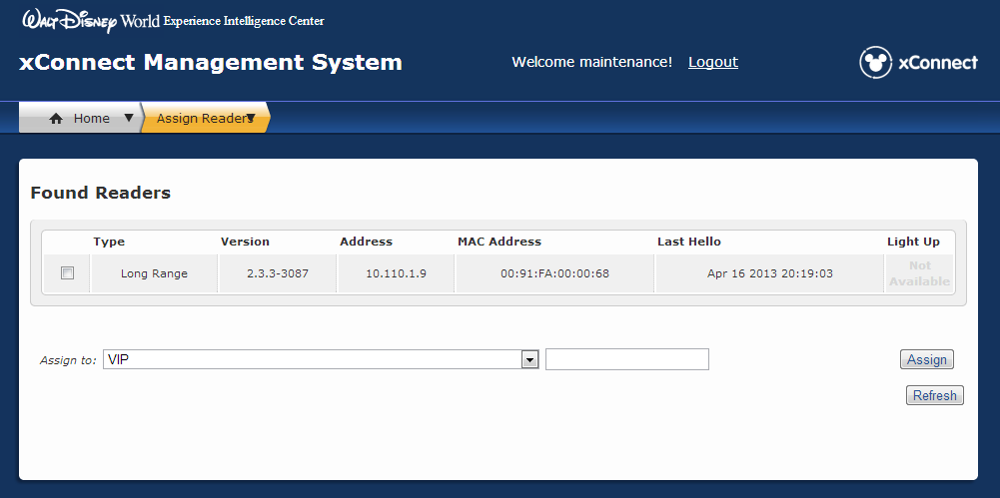 WALT DISNEY World Experience Intelligence Center
xConnect Management System
Welcome maintenance! Logout
xConnect
Home
Assign Readers
Found Readers
Type Version Address MAC Address Last Hello Light Up
Long Range 2.3.3-3087 10.110.1.9 00:91:FA:00:00:68 Apr 16 2013 20:19:03 Not Available
Assign to: VIP Assign
Refresh